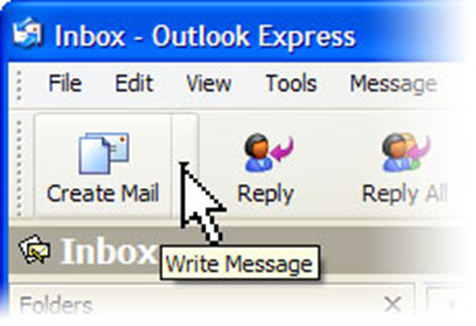 Inbox - Outlook Express
File Edit View Tools Message
Create Mail Reply Reply All
Inbox
Write Message
Folders